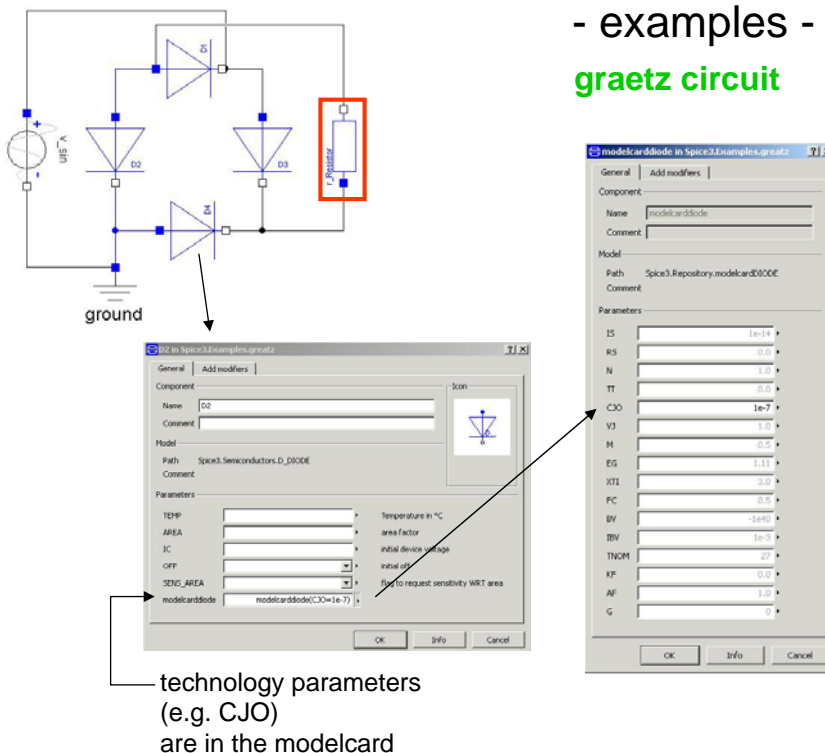 - examples -
graetz circuit
D1
+
v_sin
-
D2
D3
r_Resistor
D4
ground
D2 in Spice3.Examples.greatz
General
Add modifiers
Component
Icon
Name
D2
Comment
Model
Path
Spice3.Semiconductors.D_DIODE
Comment
Parameters
TEMP
Temperature in °C
AREA
area factor
IC
initial device voltage
OFF
initial off
SENS_AREA
flag to request sensitivity WRT area
modelcarddiode
modelcarddiode(CJO=1e-7)
OK
Info
Cancel
technology parameters
(e.g. CJO)
are in the modelcard
modelcarddiode in Spice3.Examples.greatz
General
Add modifiers
Component
Name
modelcarddiode
Comment
Model
Path
Spice3.Repository.modelcardDIODE
Comment
Parameters
IS
1e-14
RS
0.0
N
1.0
TT
0.0
CJO
1e-7
VJ
1.0
M
0.5
EG
1.11
XTI
3.0
FC
0.5
BV
-1e40
IBV
1e-3
TNOM
27
KF
0.0
AF
1.0
G
0
OK
Info
Cancel